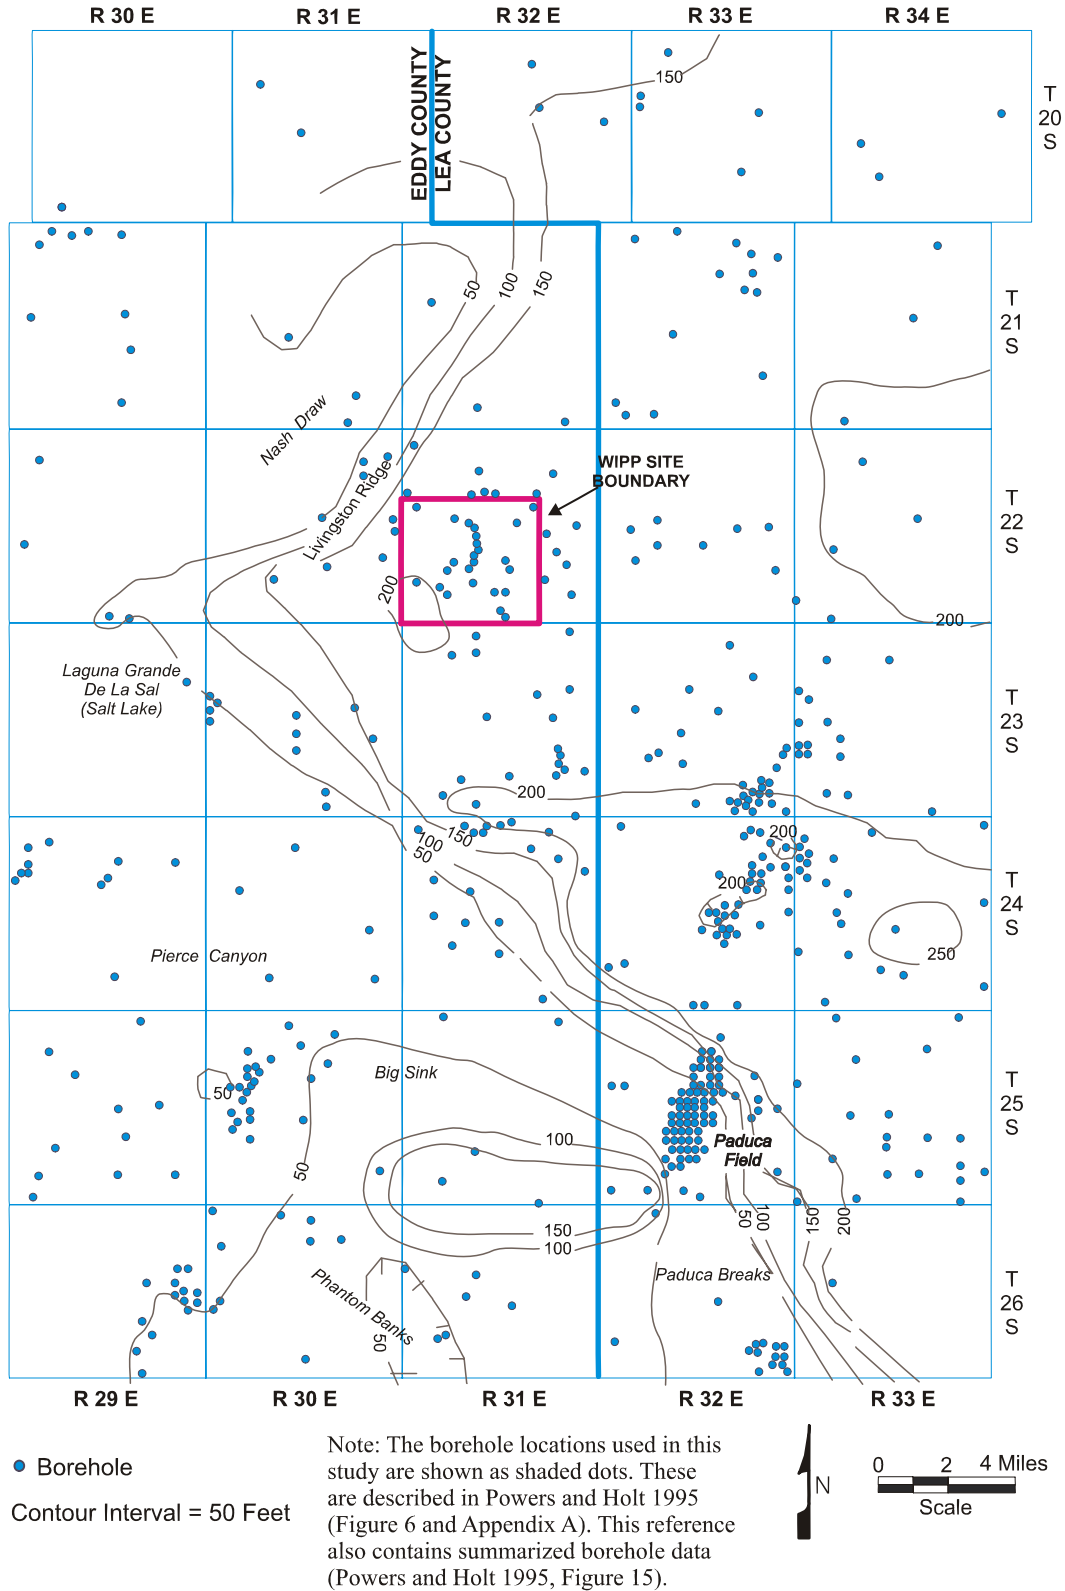 R 30 E
R 31 E
R 32 E
R 33 E
R 34 E
EDDY COUNTY
LEA COUNTY
150
T
20
S
50
100
150
T
21
S
Nash Draw
Livingston Ridge
WIPP SITE
BOUNDARY
T
22
S
200
200
Laguna Grande
De La Sal
(Salt Lake)
T
23
S
200
150
100
50
200
200
T
24
S
250
Pierce Canyon
Big Sink
50
T
25
S
100
Paduca
Field
50
150
100
50
100
150
200
Phantom Banks
50
Paduca Breaks
T
26
S
R 29 E
R 30 E
R 31 E
R 32 E
R 33 E
Borehole
Contour Interval = 50 Feet
Note: The borehole locations used in this
study are shown as shaded dots. These
are described in Powers and Holt 1995
(Figure 6 and Appendix A). This reference
also contains summarized borehole data
(Powers and Holt 1995, Figure 15).
N
0 2 4 Miles
Scale